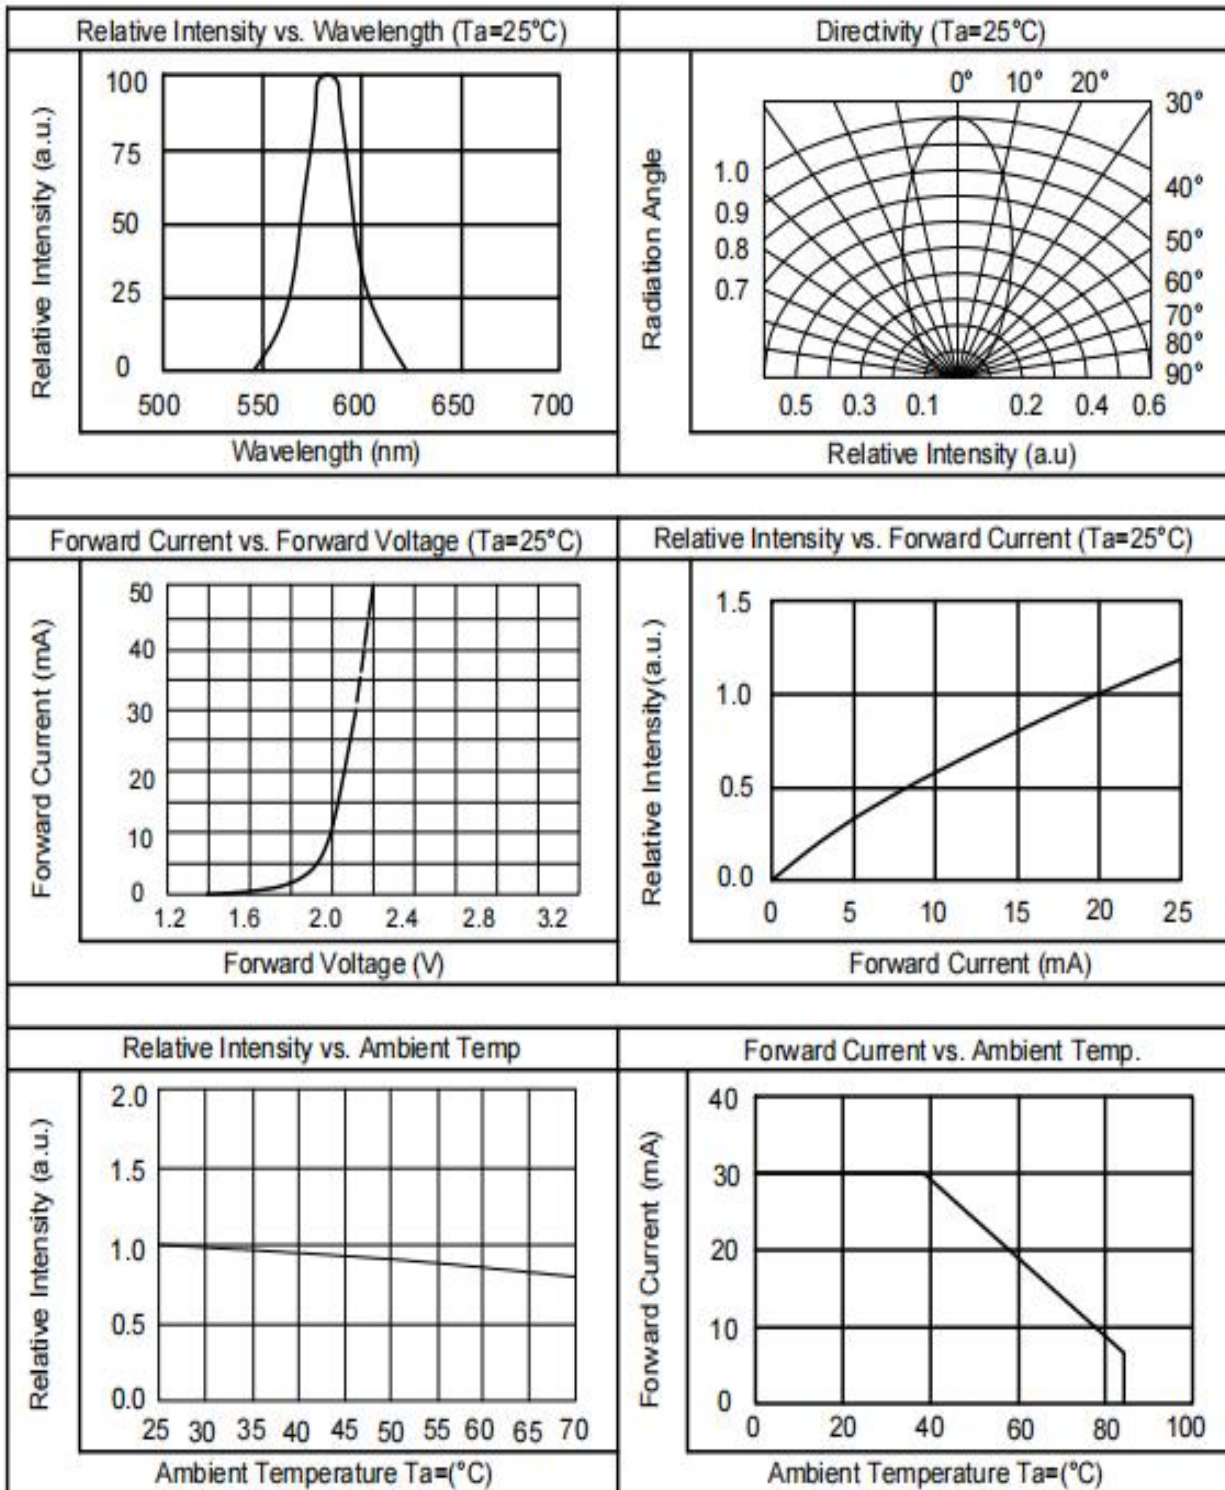 Relative Intensity vs. Wavelength (Ta=25°C)
Relative Intensity (a.u.)
100
75
50
25
0
500 550 600 650 700
Wavelength (nm)
Directivity (Ta=25°C)
Radiation Angle
0° 10° 20° 30°
40°
50°
60°
70°
80°
90°
1.0
0.9
0.8
0.7
0.5 0.3 0.1 0.2 0.4 0.6
Relative Intensity (a.u)
Forward Current vs. Forward Voltage (Ta=25°C)
Forward Current (mA)
50
40
30
20
10
0
1.2 1.6 2.0 2.4 2.8 3.2
Forward Voltage (V)
Relative Intensity vs. Forward Current (Ta=25°C)
Relative Intensity(a.u.)
1.5
1.0
0.5
0.0
0 5 10 15 20 25
Forward Current (mA)
Relative Intensity vs. Ambient Temp
Relative Intensity (a.u.)
2.0
1.5
1.0
0.5
0.0
25 30 35 40 45 50 55 60 65 70
Ambient Temperature Ta=(°C)
Forward Current vs. Ambient Temp.
Forward Current (mA)
40
30
20
10
0
0 20 40 60 80 100
Ambient Temperature Ta=(°C)